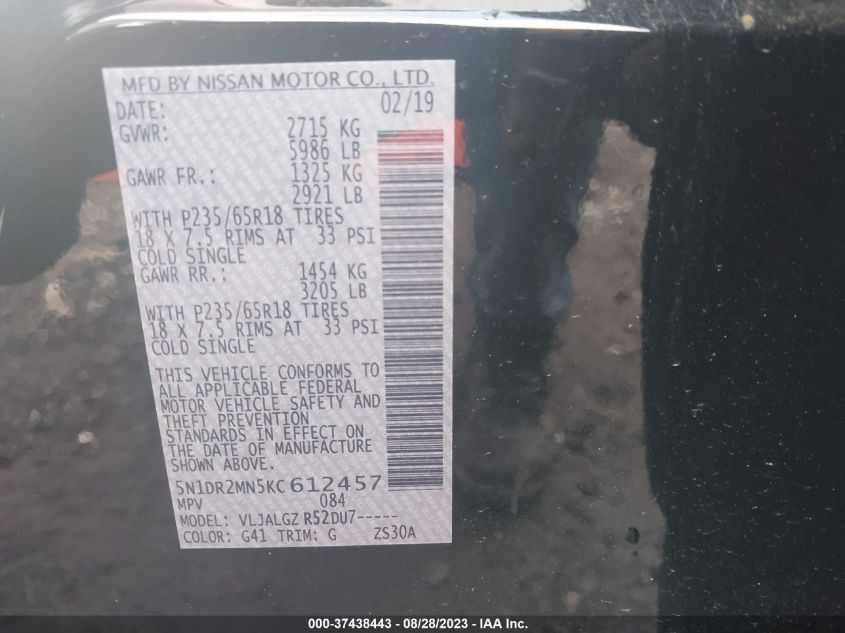 MFD BY NISSAN MOTOR CO., LTD.
DATE: 02/19
GVWR: 2715 KG
5986 LB
GAWR FR.: 1325 KG
2921 LB
WITH P235/65R18 TIRES
18 X 7.5 RIMS AT 33 PSI
COLD SINGLE
GAWR RR.: 1454 KG
3205 LB
WITH P235/65R18 TIRES
18 X 7.5 RIMS AT 33 PSI
COLD SINGLE
THIS VEHICLE CONFORMS TO
ALL APPLICABLE FEDERAL
MOTOR VEHICLE SAFETY AND
THEFT PREVENTION
STANDARDS IN EFFECT ON
THE DATE OF MANUFACTURE
SHOWN ABOVE.
5N1DR2MN5KC 612457
MPV 084
MODEL: VLJALGZ R52DU7-----
COLOR: G41 TRIM: G ZS30A
000-37438443 - 08/28/2023 - IAA Inc.